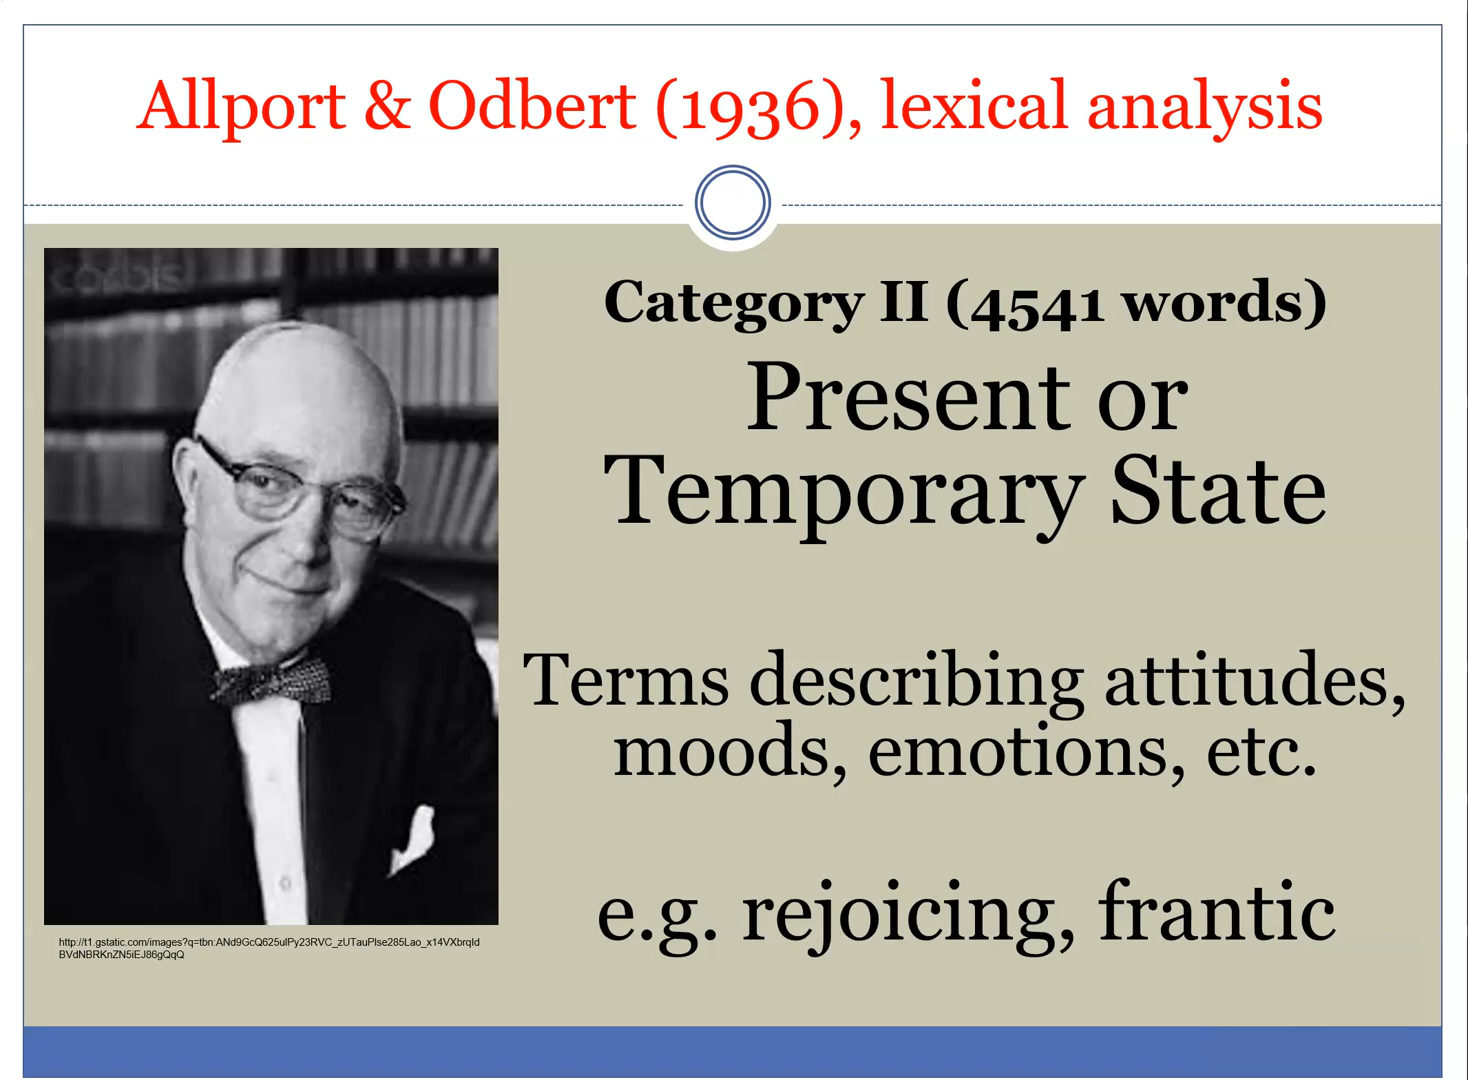 Allport & Odbert (1936), lexical analysis
corbis
Category II (4541 words)
Present or
Temporary State
Terms describing attitudes,
moods, emotions, etc.
e.g. rejoicing, frantic